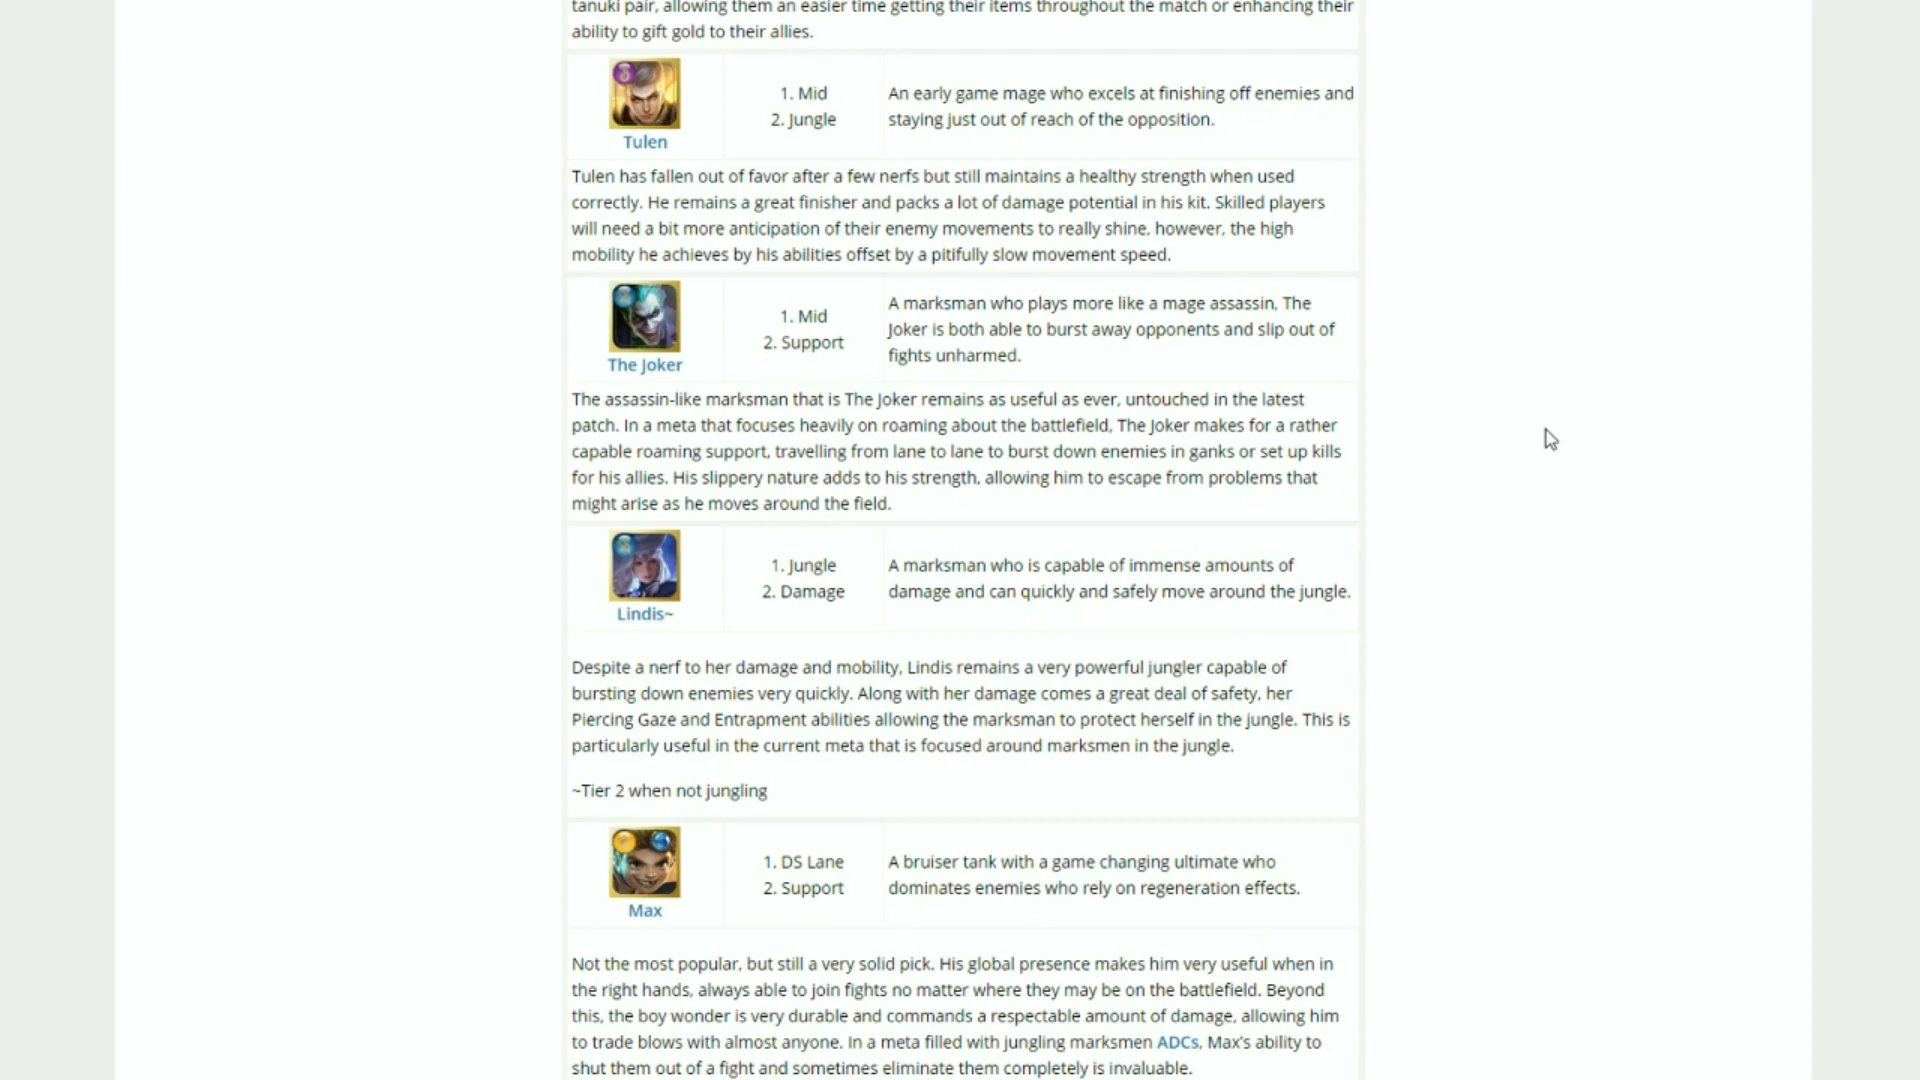 tanuki pair, allowing them an easier time getting their items throughout the match or enhancing their
ability to gift gold to their allies.
Tulen
1. Mid
2. Jungle
An early game mage who excels at finishing off enemies and
staying just out of reach of the opposition.
Tulen has fallen out of favor after a few nerfs but still maintains a healthy strength when used
correctly. He remains a great finisher and packs a lot of damage potential in his kit. Skilled players
will need a bit more anticipation of their enemy movements to really shine, however, the high
mobility he achieves by his abilities offset by a pitifully slow movement speed.
The Joker
1. Mid
2. Support
A marksman who plays more like a mage assassin, The
Joker is both able to burst away opponents and slip out of
fights unharmed.
The assassin-like marksman that is The Joker remains as useful as ever, untouched in the latest
patch. In a meta that focuses heavily on roaming about the battlefield, The Joker makes for a rather
capable roaming support, travelling from lane to lane to burst down enemies in ganks or set up kills
for his allies. His slippery nature adds to his strength, allowing him to escape from problems that
might arise as he moves around the field.
Lindis~
1. Jungle
2. Damage
A marksman who is capable of immense amounts of
damage and can quickly and safely move around the jungle.
Despite a nerf to her damage and mobility, Lindis remains a very powerful jungler capable of
bursting down enemies very quickly. Along with her damage comes a great deal of safety, her
Piercing Gaze and Entrapment abilities allowing the marksman to protect herself in the jungle. This is
particularly useful in the current meta that is focused around marksmen in the jungle.
~Tier 2 when not jungling
Max
1. DS Lane
2. Support
A bruiser tank with a game changing ultimate who
dominates enemies who rely on regeneration effects.
Not the most popular, but still a very solid pick. His global presence makes him very useful when in
the right hands, always able to join fights no matter where they may be on the battlefield. Beyond
this, the boy wonder is very durable and commands a respectable amount of damage, allowing him
to trade blows with almost anyone. In a meta filled with jungling marksmen ADCs, Max's ability to
shut them out of a fight and sometimes eliminate them completely is invaluable.